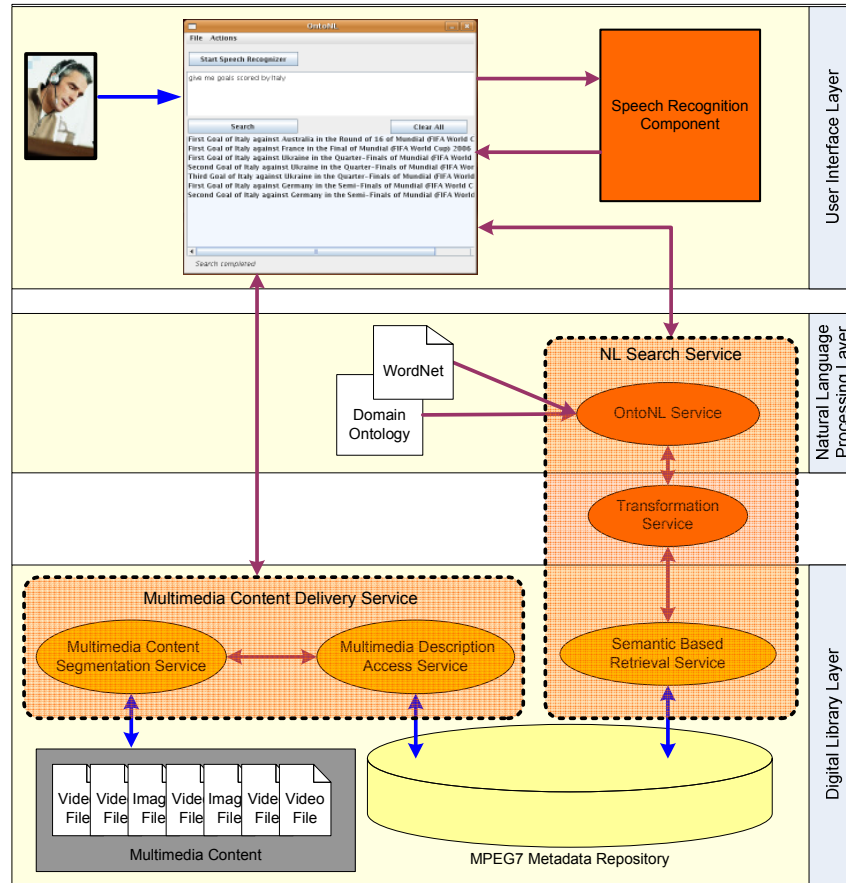 OntoNL
File Actions
Start Speech Recognizer
give me goals scored by Italy
Search
Clear All
First Goal of Italy against Australia in the Round of 16 of Mundial (FIFA World C
First Goal of Italy against France in the Final of Mundial (FIFA World Cup) 2006
First Goal of Italy against Ukraine in the Quarter-Finals of Mundial (FIFA World
Second Goal of Italy against Ukraine in the Quarter-Finals of Mundial (FIFA Wor
Third Goal of Italy against Ukraine in the Quarter-Finals of Mundial (FIFA World
First Goal of Italy against Germany in the Semi-Finals of Mundial (FIFA World C
Second Goal of Italy against Germany in the Semi-Finals of Mundial (FIFA World
Search completed
Speech Recognition
Component
User Interface Layer
NL Search Service
WordNet
Domain
Ontology
OntoNL Service
Natural Language
Processing Layer
Transformation
Service
Multimedia Content Delivery Service
Multimedia Content
Segmentation Service
Multimedia Description
Access Service
Semantic Based
Retrieval Service
Digital Library Layer
Video
File
Video
File
Imag
File
Video
File
Imag
File
Video
File
Video
File
Multimedia Content
MPEG7 Metadata Repository